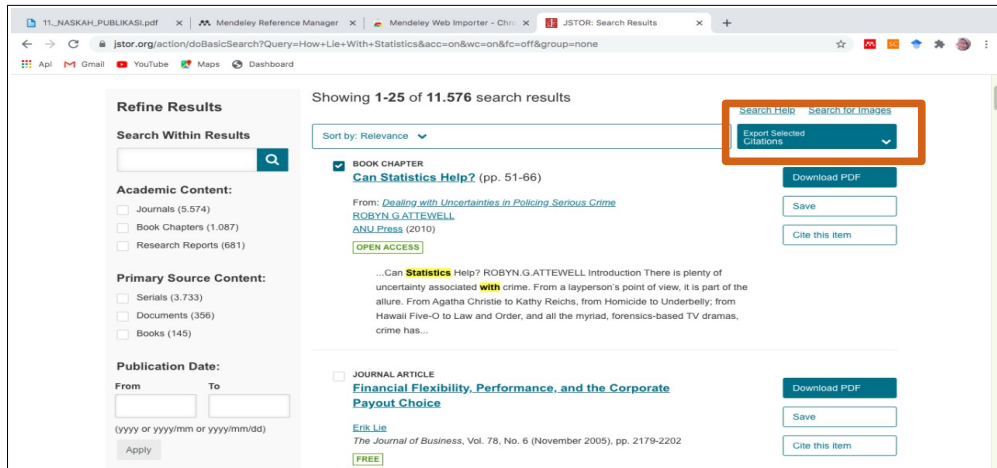 11._NASKAH_PUBLIKASI.pdf
Mendeley Reference Manager
Mendeley Web Importer - Chro
JSTOR: Search Results
jstor.org/action/doBasicSearch?Query=How+Lie+With+Statistics&acc=on&wc=on&fc=off&group=none
Apl
Gmail
YouTube
Maps
Dashboard
Refine Results
Search Within Results
Academic Content:
Journals (5.574)
Book Chapters (1.087)
Research Reports (681)
Primary Source Content:
Serials (3.733)
Documents (356)
Books (145)
Publication Date:
From To
(yyyy or yyyy/mm or yyyy/mm/dd)
Apply
Showing 1-25 of 11.576 search results
Search Help Search for Images
Sort by: Relevance
Export Selected
Citations
BOOK CHAPTER
Can Statistics Help? (pp. 51-66)
From: Dealing with Uncertainties in Policing Serious Crime
ROBYN G ATTEWELL
ANU Press (2010)
OPEN ACCESS
...Can Statistics Help? ROBYN.G.ATTEWELL Introduction There is plenty of
uncertainty associated with crime. From a layperson's point of view, it is part of the
allure. From Agatha Christie to Kathy Reichs, from Homicide to Underbelly; from
Hawaii Five-O to Law and Order, and all the myriad, forensics-based TV dramas,
crime has...
Download PDF
Save
Cite this item
JOURNAL ARTICLE
Financial Flexibility, Performance, and the Corporate
Payout Choice
Erik Lie
The Journal of Business, Vol. 78, No. 6 (November 2005), pp. 2179-2202
FREE
Download PDF
Save
Cite this item